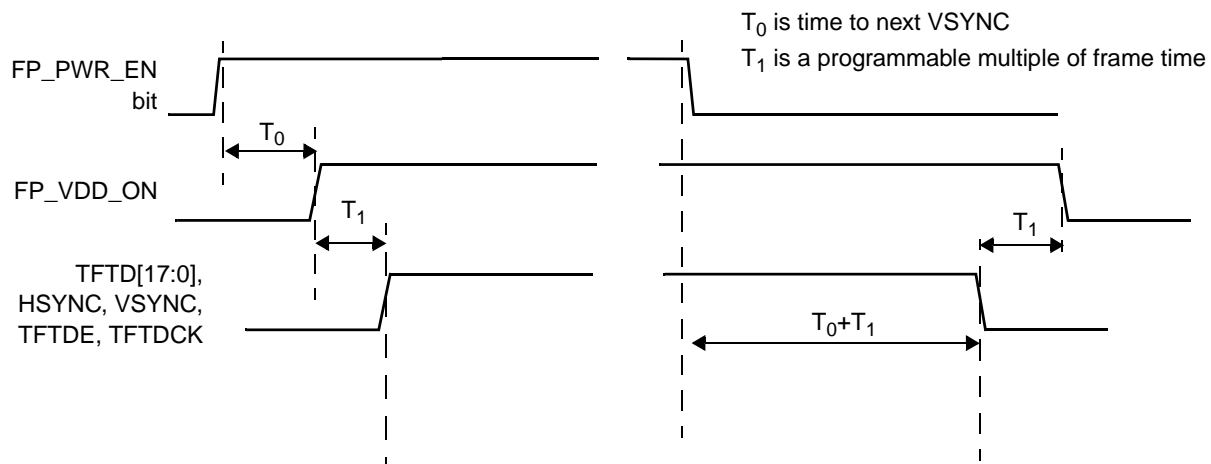 T0 is time to next VSYNC
T1 is a programmable multiple of frame time
FP_PWR_EN
bit
T0
FP_VDD_ON
T1
T1
TFTD[17:0],
HSYNC, VSYNC,
TFTDE, TFTDCK
T0+T1